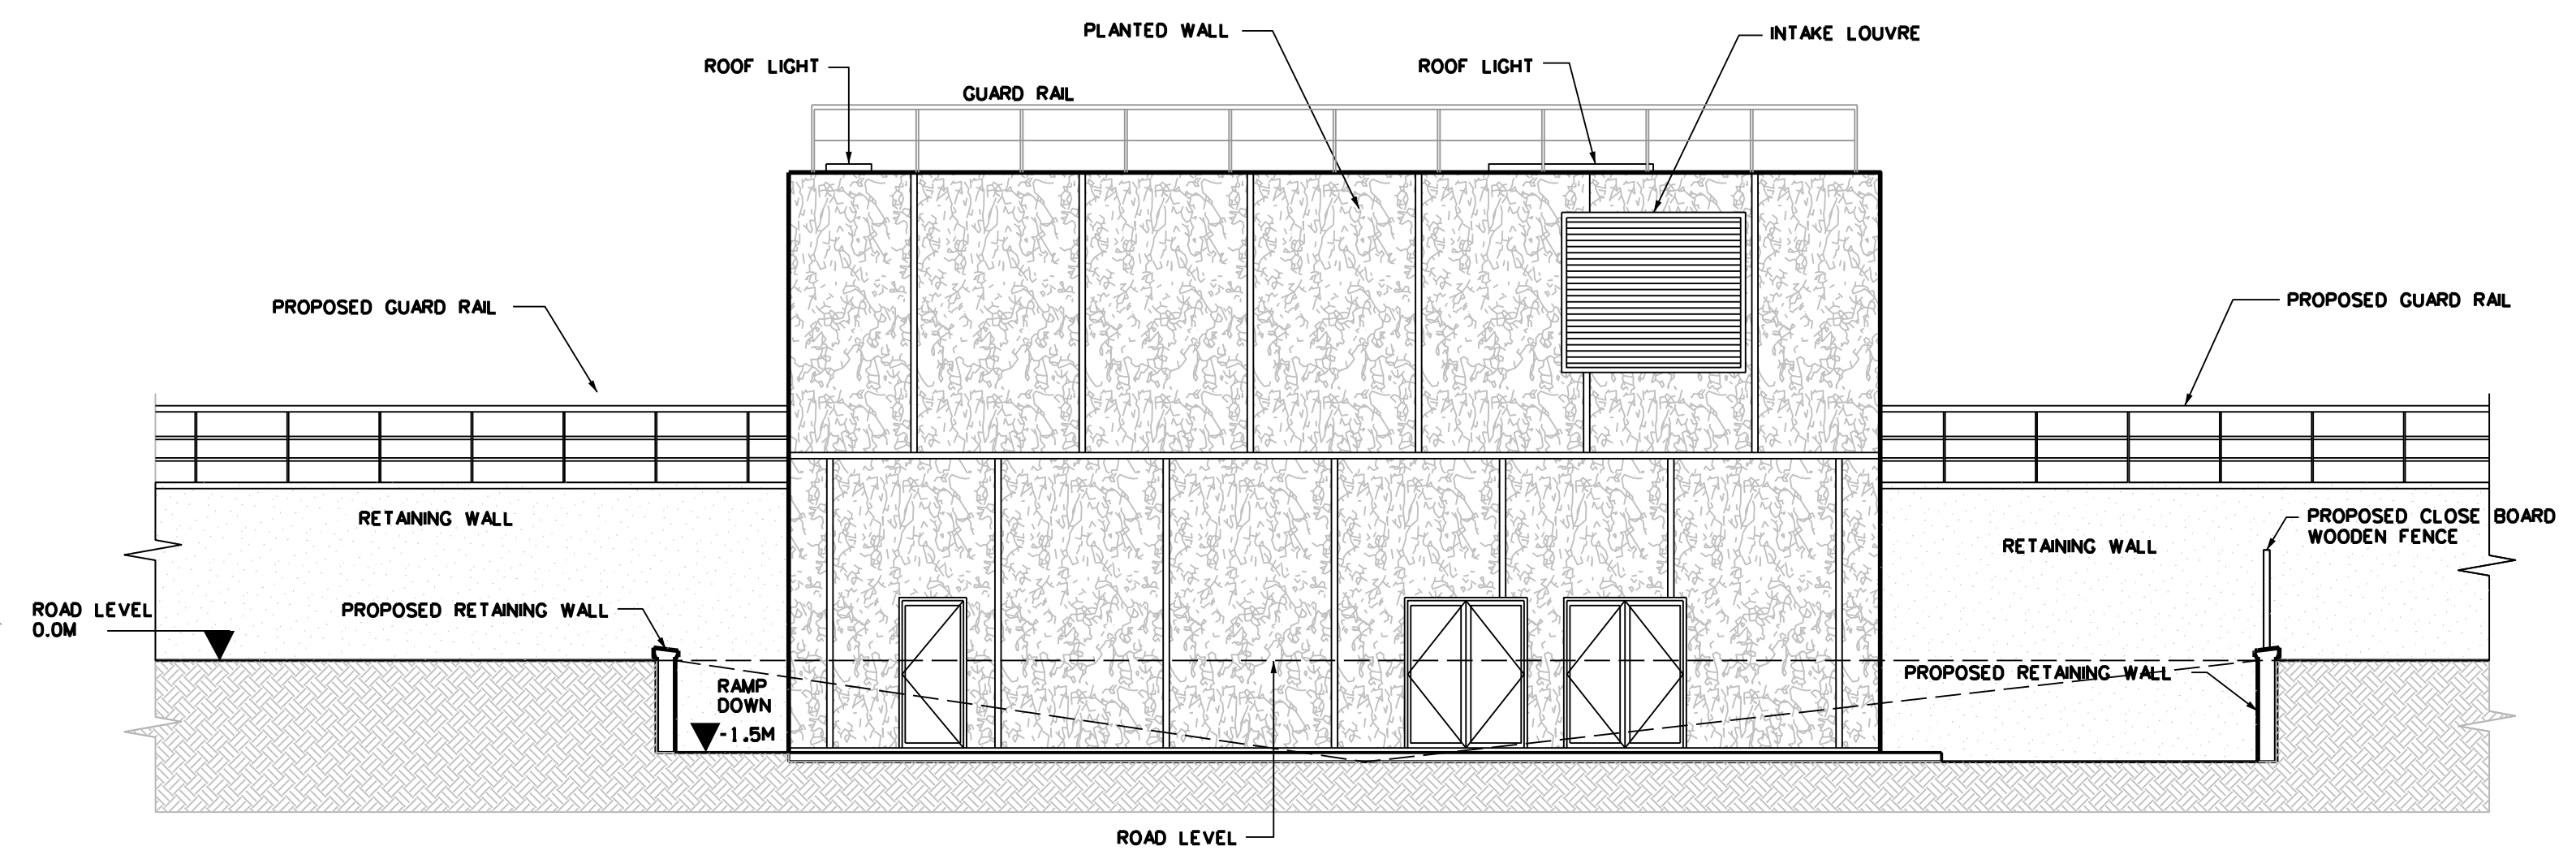 PLANTED WALL
INTAKE LOUVRE
ROOF LIGHT
ROOF LIGHT
GUARD RAIL
PROPOSED GUARD RAIL
PROPOSED GUARD RAIL
RETAINING WALL
PROPOSED CLOSE BOARD
WOODEN FENCE
RETAINING WALL
ROAD LEVEL
0.0M
PROPOSED RETAINING WALL
PROPOSED RETAINING WALL
RAMP
DOWN
-1.5M
ROAD LEVEL